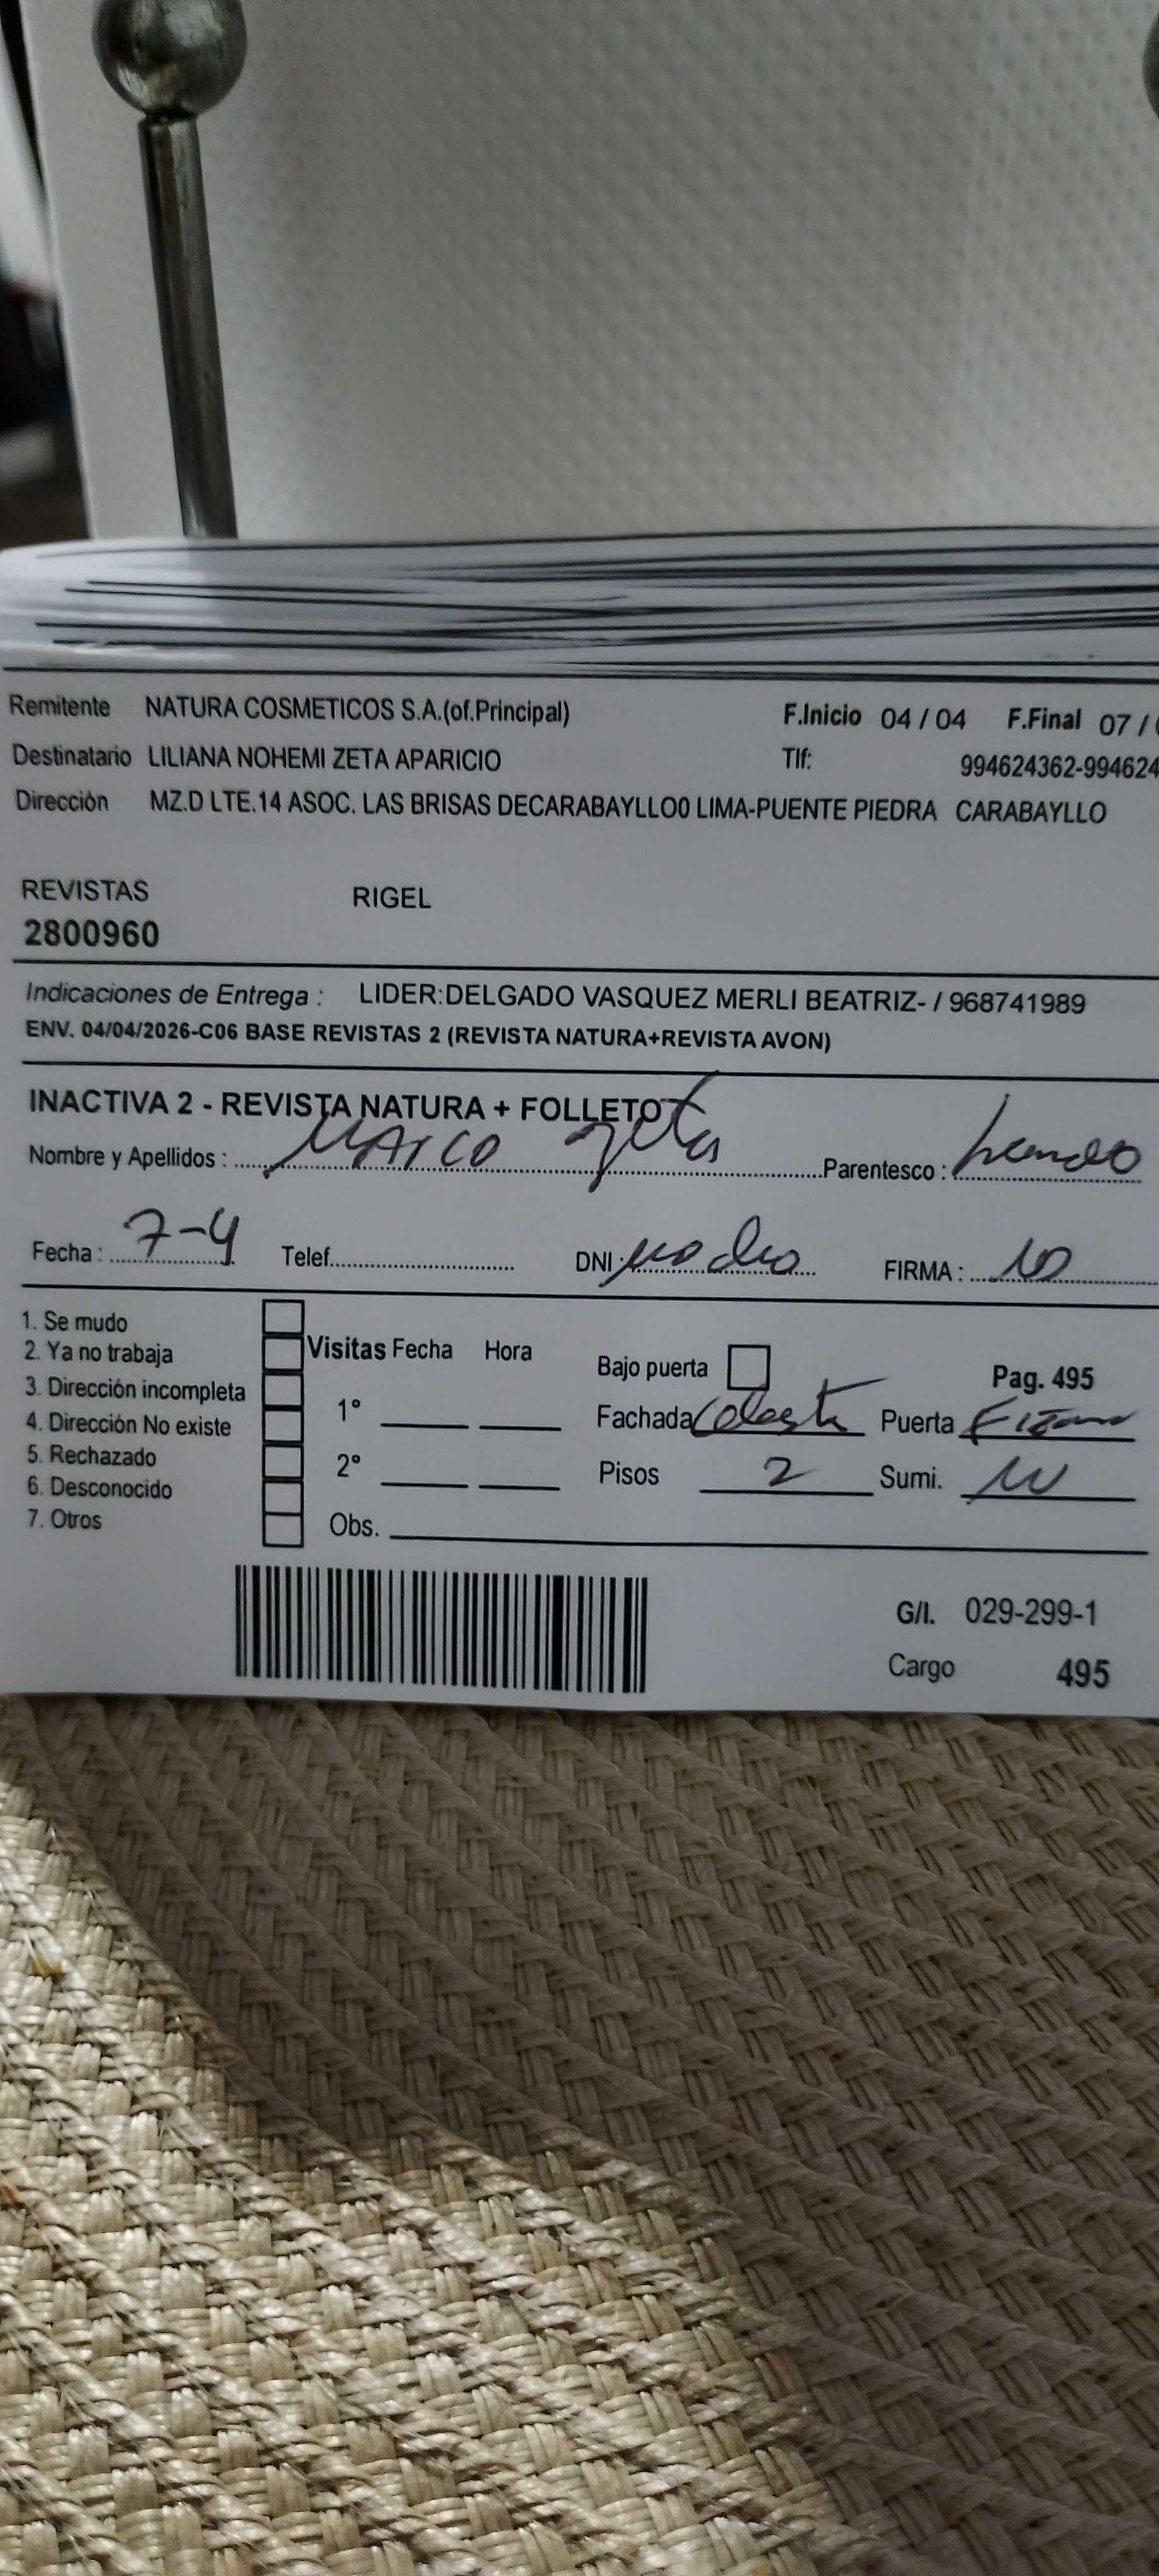 Remitente NATURA COSMETICOS S.A.(of.Principal) F.Inicio 04 / 04 F.Final 07 /
Destinatario LILIANA NOHEMI ZETA APARICIO Tlf: 994624362-994624
Dirección MZ.D LTE.14 ASOC. LAS BRISAS DECARABAYLLO0 LIMA-PUENTE PIEDRA CARABAYLLO
REVISTAS RIGEL
2800960
Indicaciones de Entrega : LIDER:DELGADO VASQUEZ MERLI BEATRIZ- / 968741989
ENV. 04/04/2026-C06 BASE REVISTAS 2 (REVISTA NATURA+REVISTA AVON)
INACTIVA 2 - REVISTA NATURA + FOLLETO
Nombre y Apellidos : MARCO zeta Parentesco :
Fecha : 7-4 Telef. DNI : FIRMA :
1. Se mudo
2. Ya no trabaja Visitas Fecha Hora Bajo puerta Pag. 495
3. Dirección incompleta 1° Fachada Celeste Puerta
4. Dirección No existe
5. Rechazado 2° Pisos 2 Sumi.
6. Desconocido
7. Otros Obs.
G/I. 029-299-1
Cargo 495